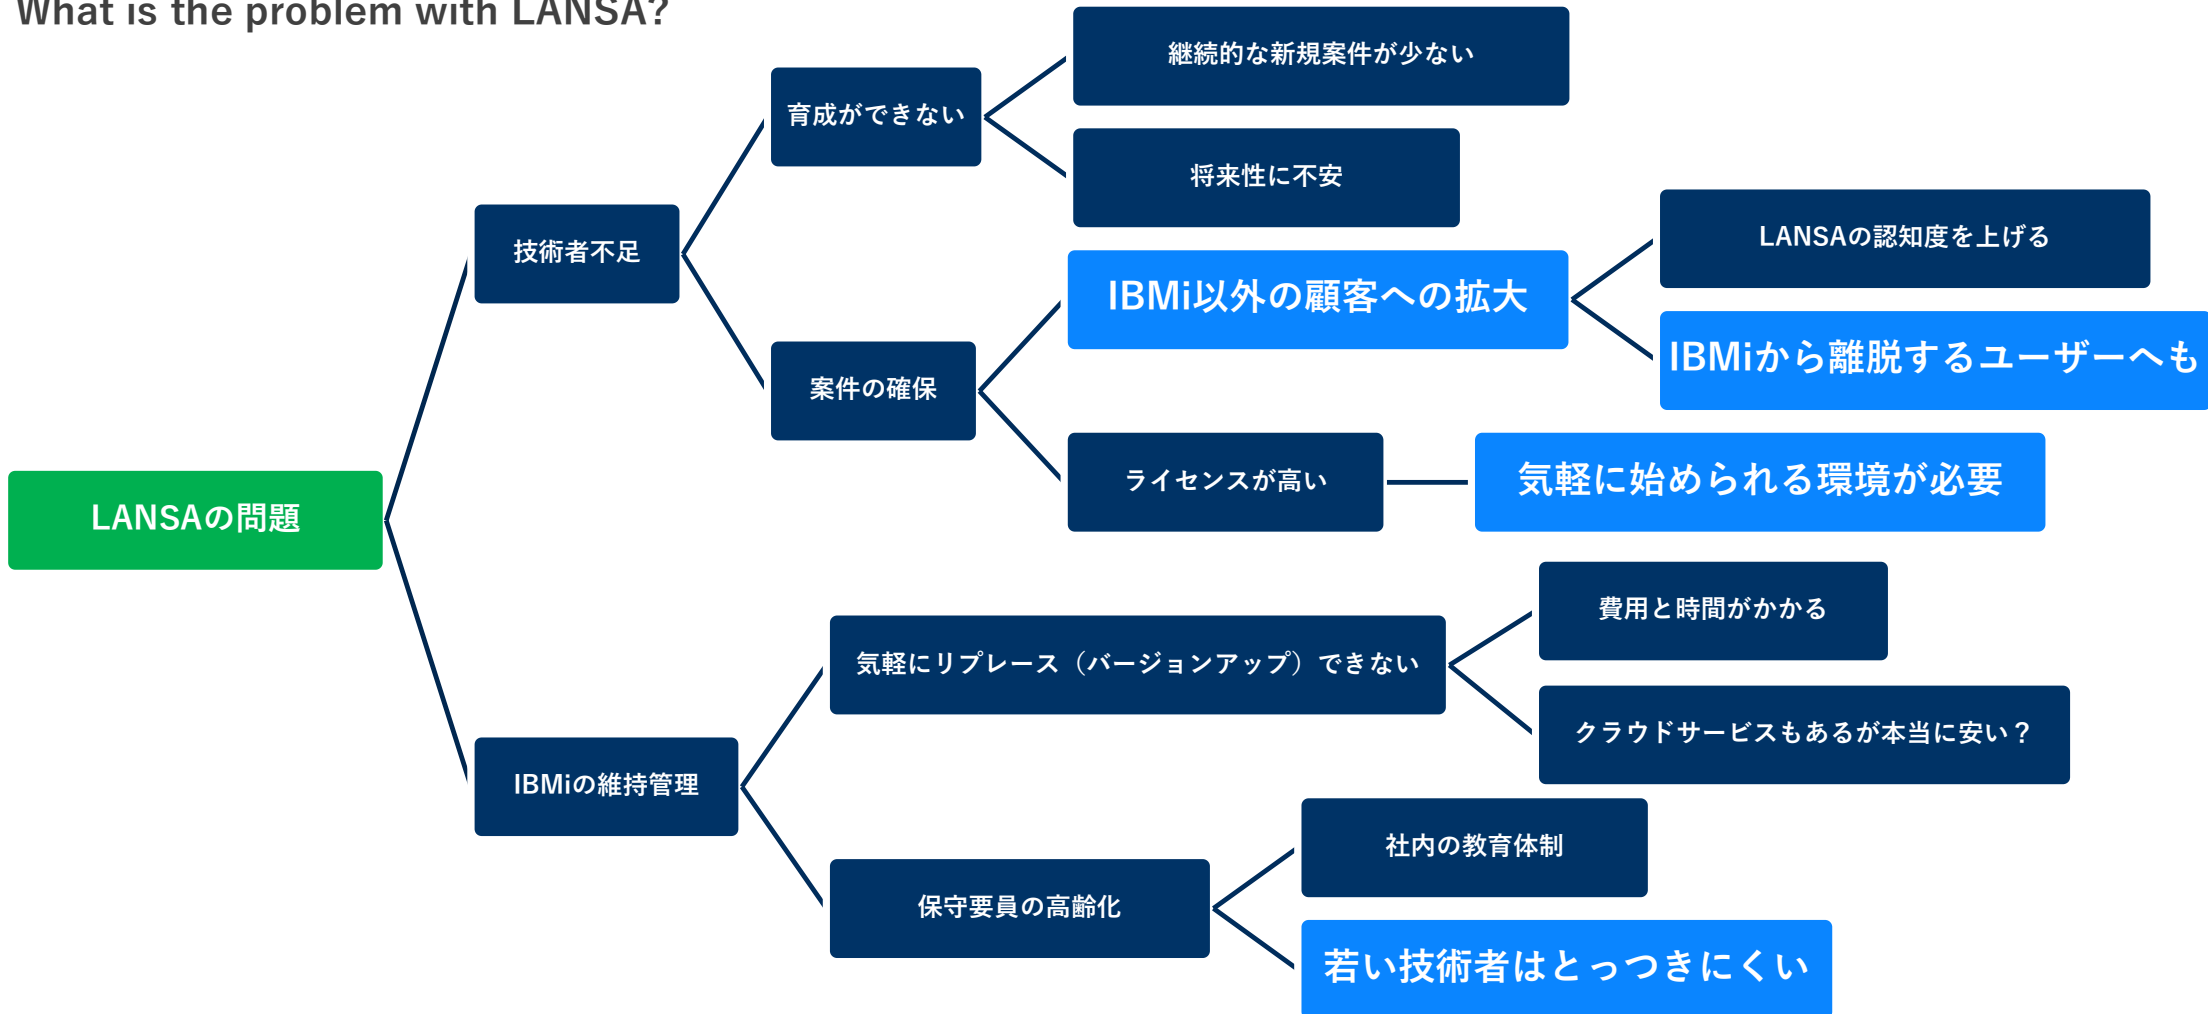 What is the problem with LANSA?
継続的な新規案件が少ない
育成ができない
将来性に不安
技術者不足
LANSAの認知度を上げる
IBMi以外の顧客への拡大
IBMiから離脱するユーザーへも
案件の確保
ライセンスが高い
気軽に始められる環境が必要
LANSAの問題
費用と時間がかかる
気軽にリプレース（バージョンアップ）できない
クラウドサービスもあるが本当に安い？
IBMiの維持管理
社内の教育体制
保守要員の高齢化
若い技術者はとっつきにくい